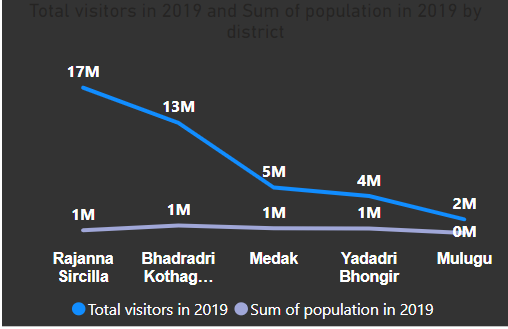 Total visitors in 2019 and Sum of population in 2019 by
district
17M
13M
5M
4M
2M
1M
1M
1M
1M
0M
Rajanna
Sircilla
Bhadradri
Kothag…
Medak
Yadadri
Bhongir
Mulugu
Total visitors in 2019
Sum of population in 2019